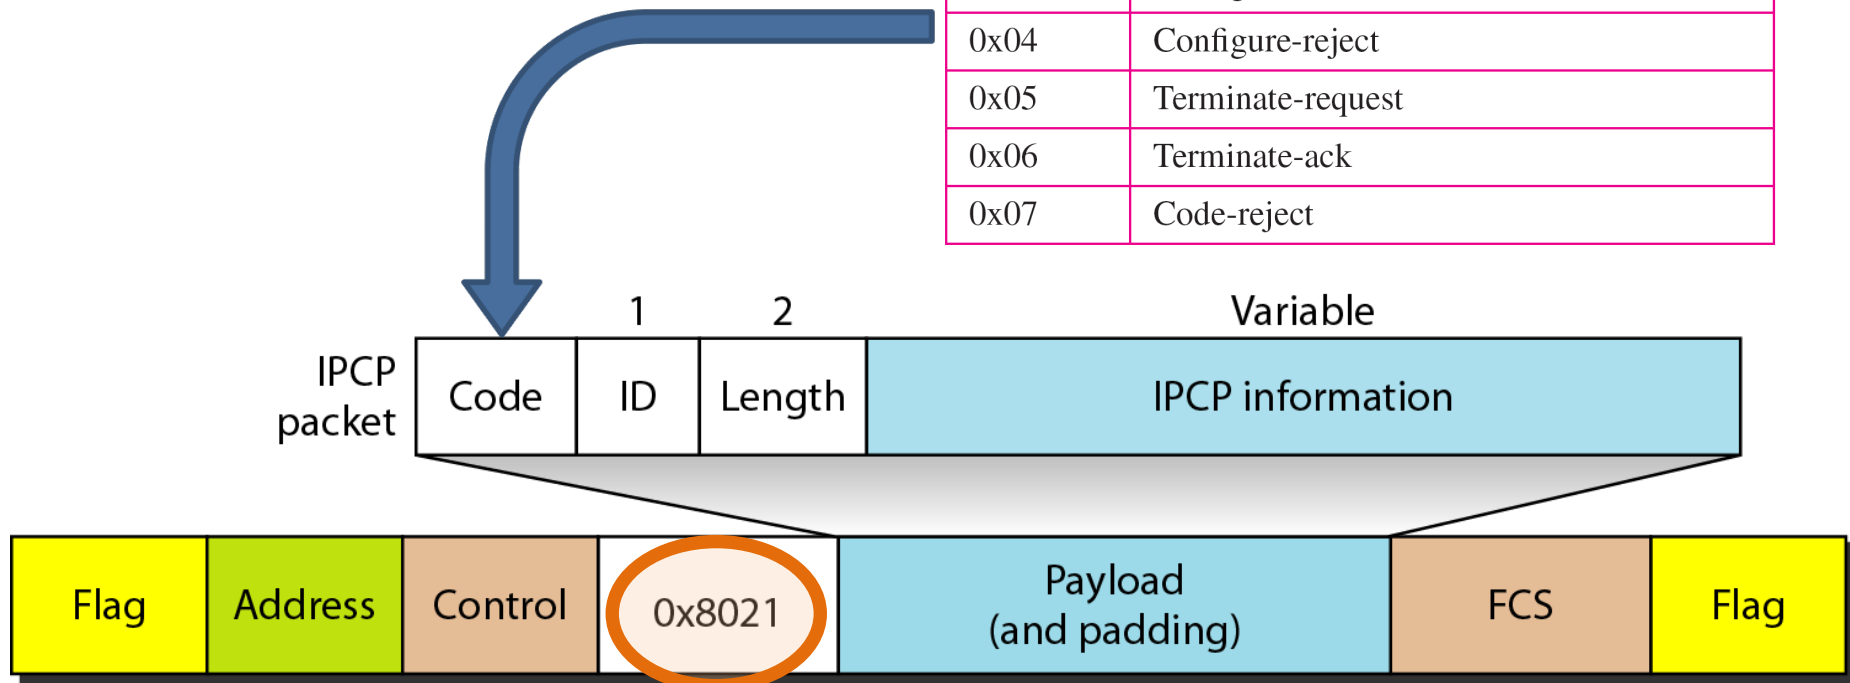 0x04 Configure-reject
0x05 Terminate-request
0x06 Terminate-ack
0x07 Code-reject
1 2 Variable
IPCP
packet
Code ID Length IPCP information
Flag Address Control 0x8021 Payload
(and padding) FCS Flag